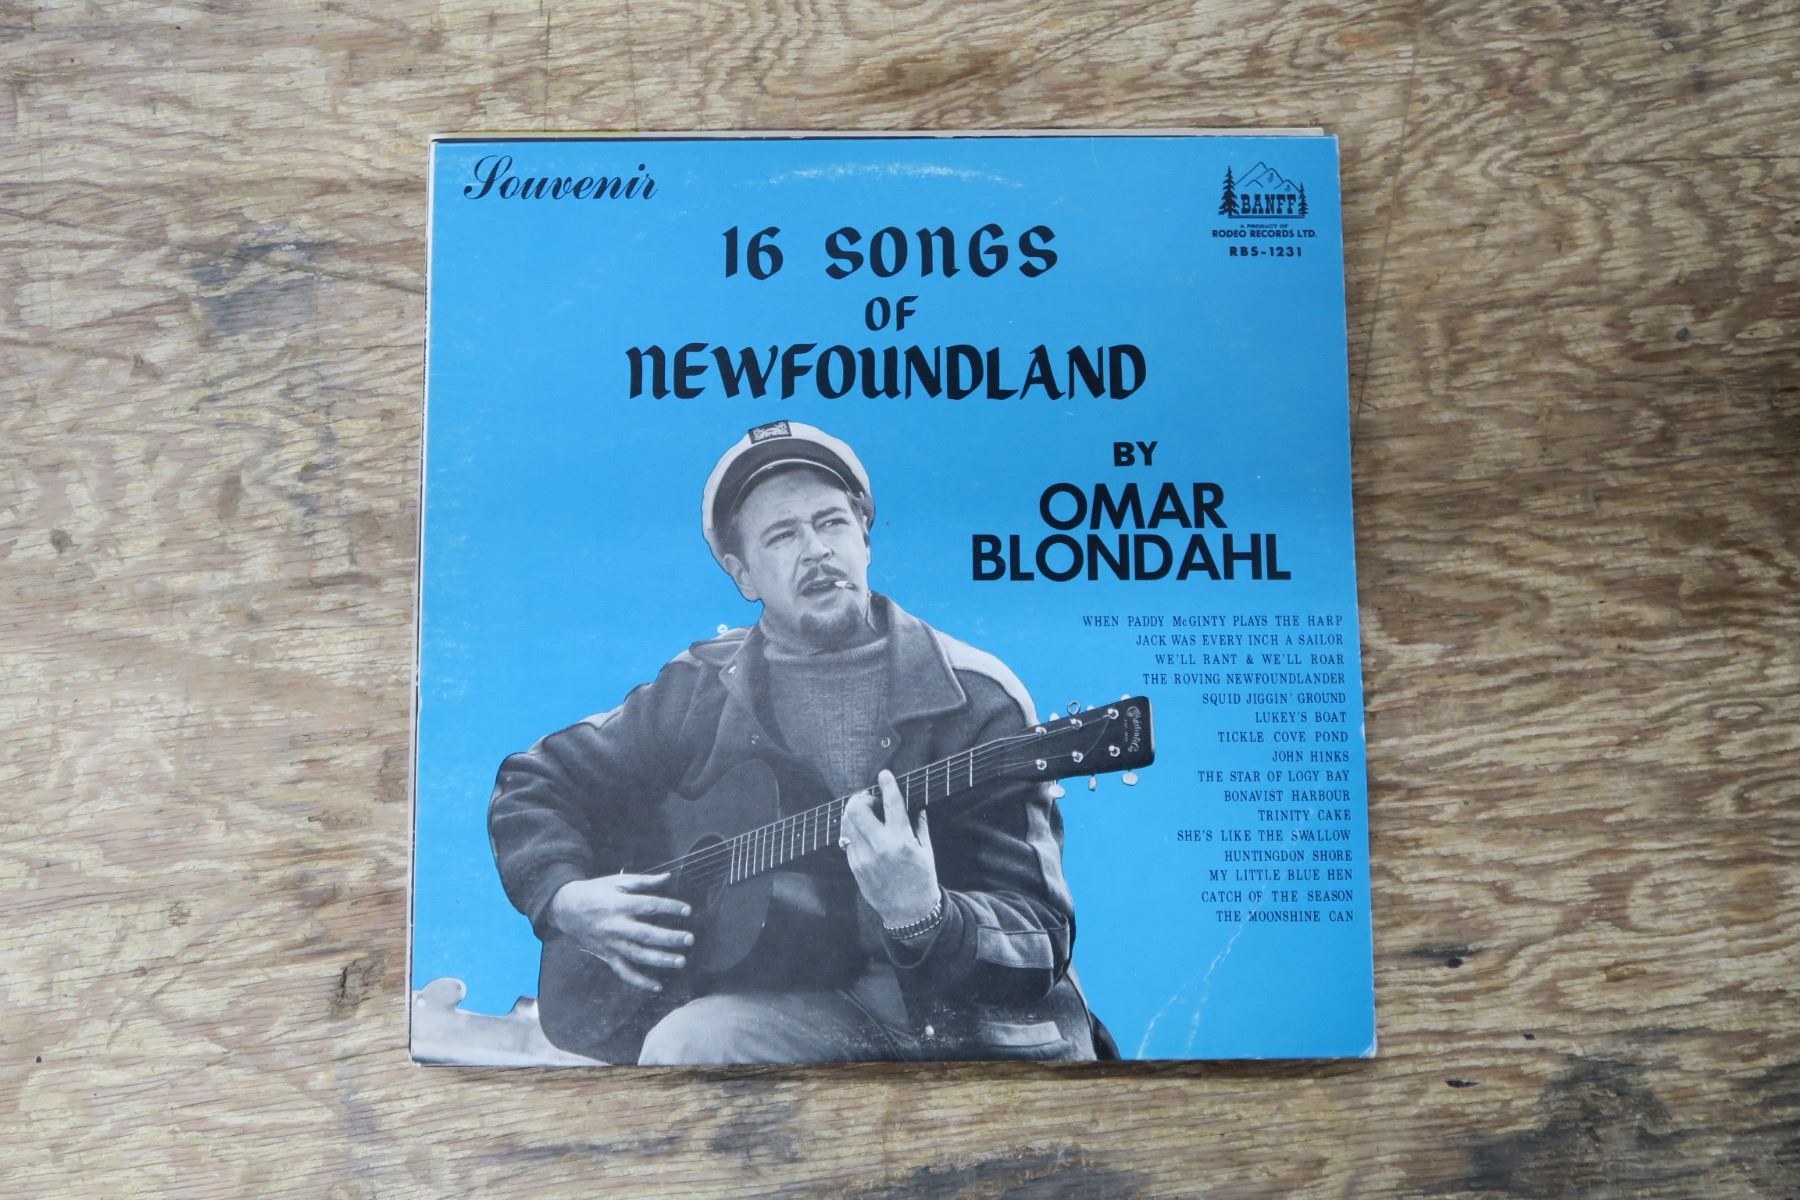 Souvenir
16 SONGS
OF
NEWFOUNDLAND
BANFF
A PRODUCT OF
RODEO RECORDS LTD.
RBS-1231
BY
OMAR
BLONDAHL
WHEN PADDY McGINTY PLAYS THE HARP
JACK WAS EVERY INCH A SAILOR
WE'LL RANT & WE'LL ROAR
THE ROVING NEWFOUNDLANDER
SQUID JIGGIN' GROUND
LUKEY'S BOAT
TICKLE COVE POND
JOHN HINKS
THE STAR OF LOGY BAY
BONAVIST HARBOUR
TRINITY CAKE
SHE'S LIKE THE SWALLOW
HUNTINGDON SHORE
MY LITTLE BLUE HEN
CATCH OF THE SEASON
THE MOONSHINE CAN